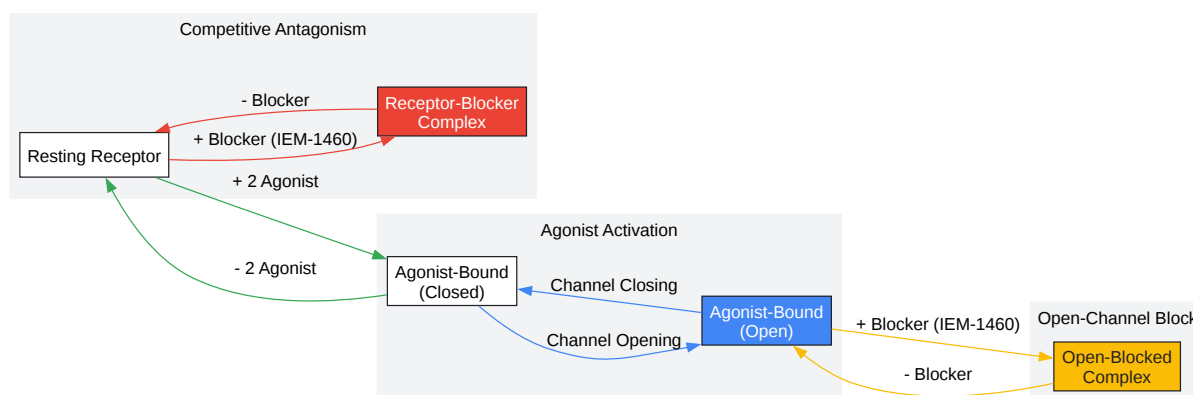 Competitive Antagonism
- Blocker
Receptor-Blocker
Complex
+ Blocker (IEM-1460)
Resting Receptor
+ 2 Agonist
Agonist Activation
- 2 Agonist
Agonist-Bound
(Closed)
Channel Closing
Channel Opening
Agonist-Bound
(Open)
+ Blocker (IEM-1460)
Open-Channel Block
Open-Blocked
Complex
- Blocker